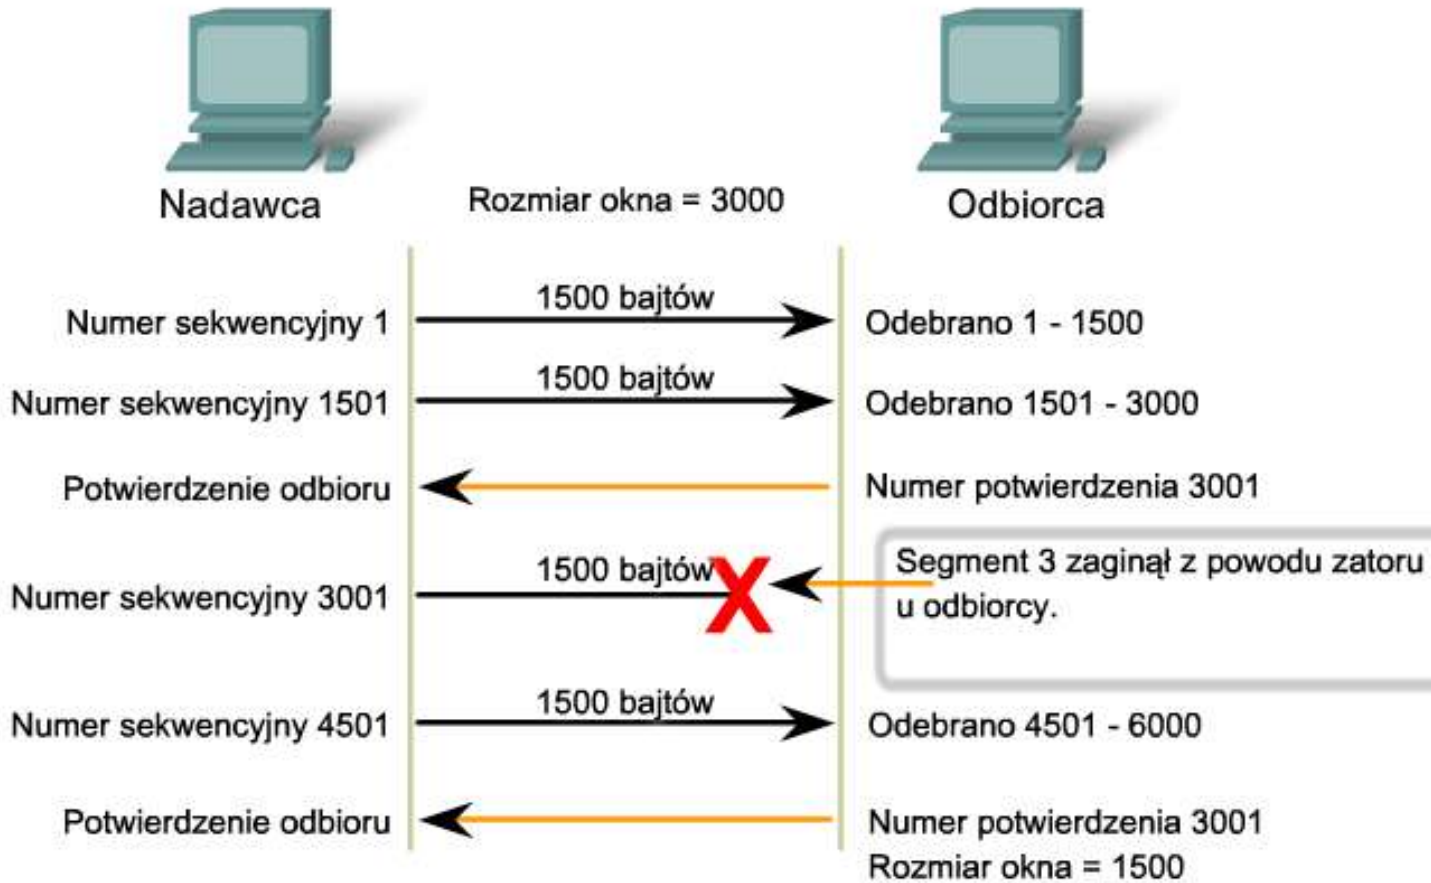 Nadawca
Rozmiar okna = 3000
Odbiorca
1500 bajtów
Numer sekwencyjny 1
Odebrano 1 - 1500
1500 bajtów
Numer sekwencyjny 1501
Odebrano 1501 - 3000
Potwierdzenie odbioru
Numer potwierdzenia 3001
1500 bajtów
Numer sekwencyjny 3001
Segment 3 zaginął z powodu zatoru
u odbiorcy.
1500 bajtów
Numer sekwencyjny 4501
Odebrano 4501 - 6000
Potwierdzenie odbioru
Numer potwierdzenia 3001
Rozmiar okna = 1500